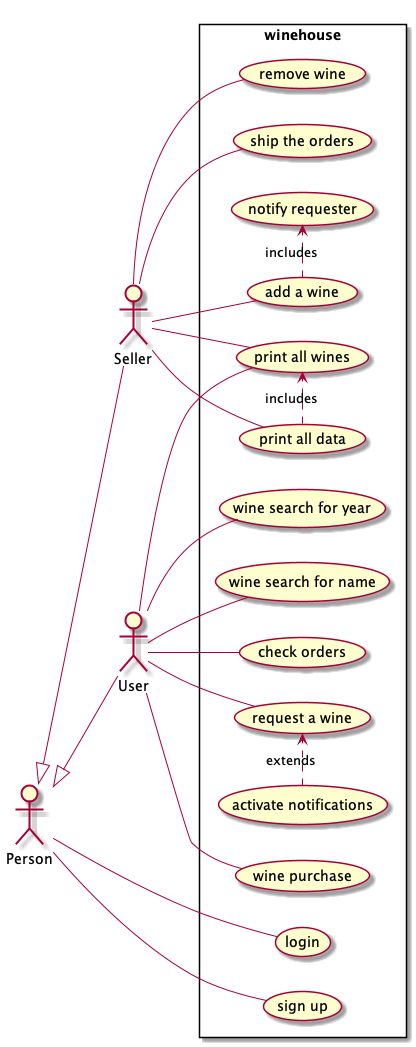 winehouse
remove wine
ship the orders
notify requester
includes
add a wine
Seller
print all wines
includes
print all data
wine search for year
wine search for name
User
check orders
request a wine
extends
activate notifications
Person
wine purchase
login
sign up